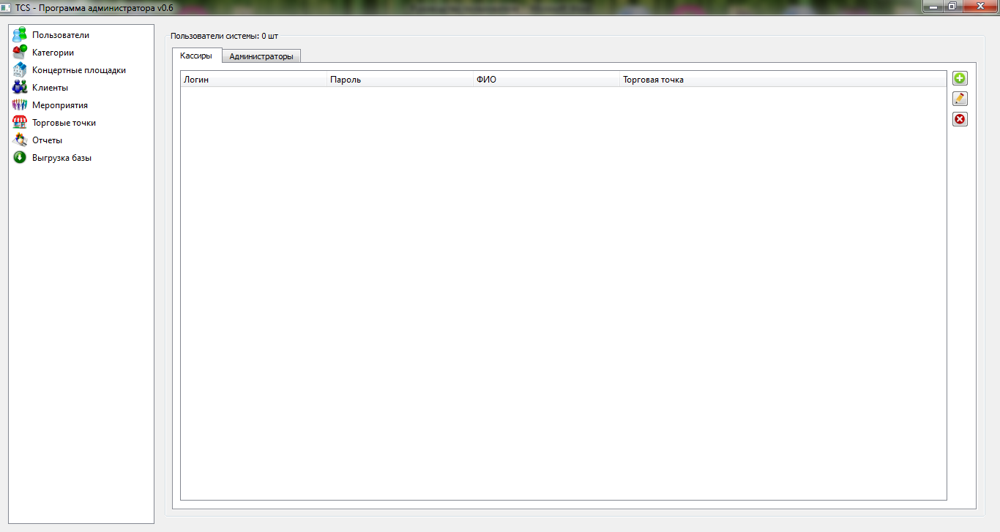 TCS - Программа администратора v0.6
Пользователи
Категории
Концертные площадки
Клиенты
Мероприятия
Торговые точки
Отчеты
Выгрузка базы
Пользователи системы: 0 шт
Кассиры Администраторы
Логин Пароль ФИО Торговая точка